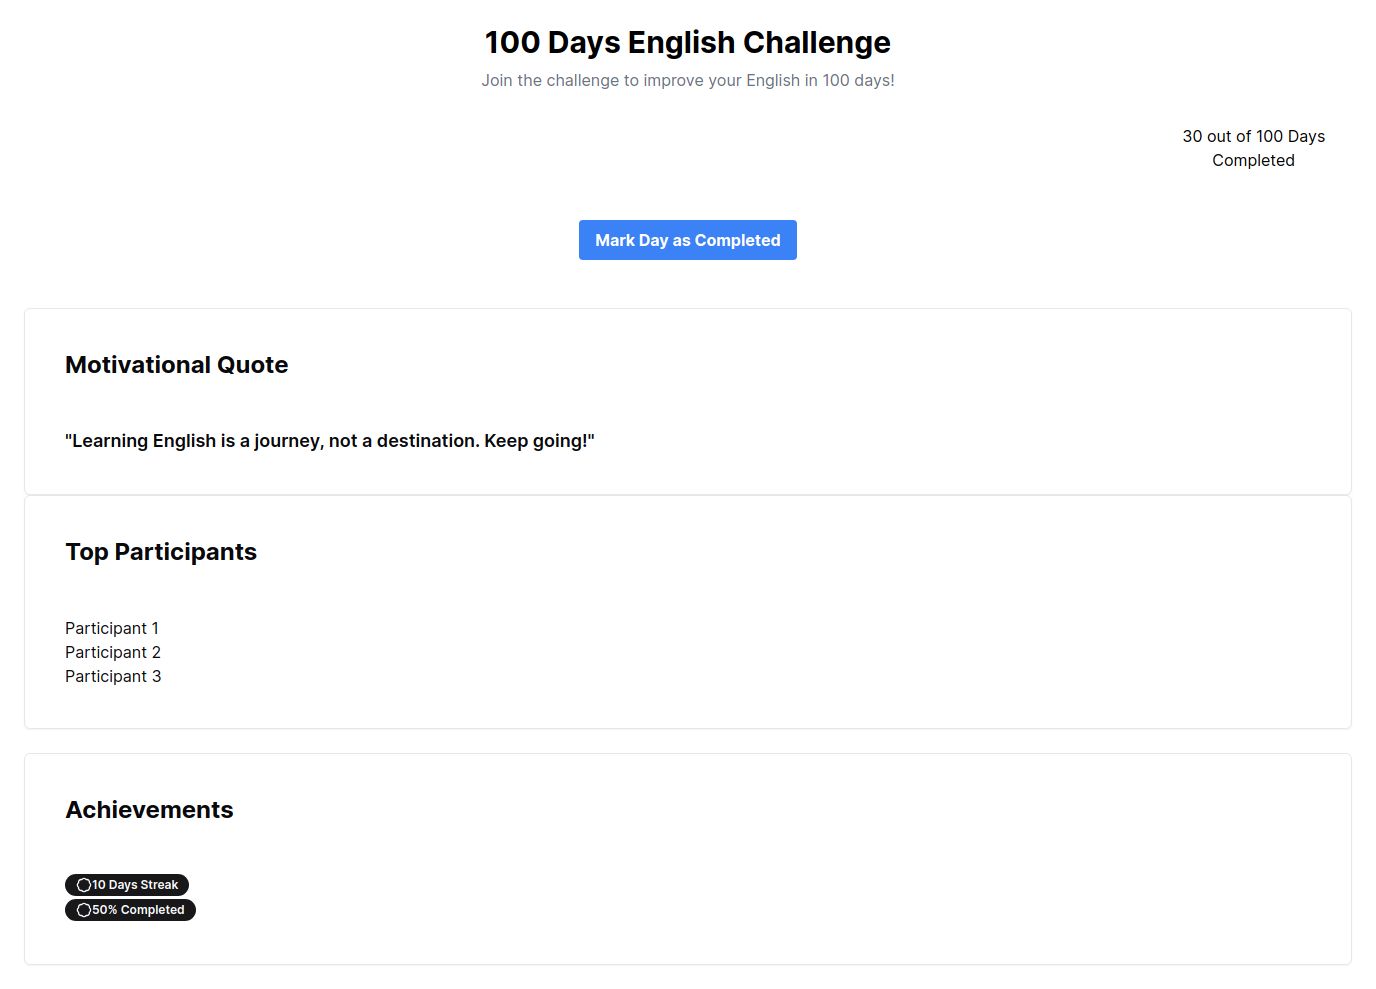 100 Days English Challenge
Join the challenge to improve your English in 100 days!
30 out of 100 Days
Completed
Mark Day as Completed
Motivational Quote
"Learning English is a journey, not a destination. Keep going!"
Top Participants
Participant 1
Participant 2
Participant 3
Achievements
10 Days Streak
50% Completed